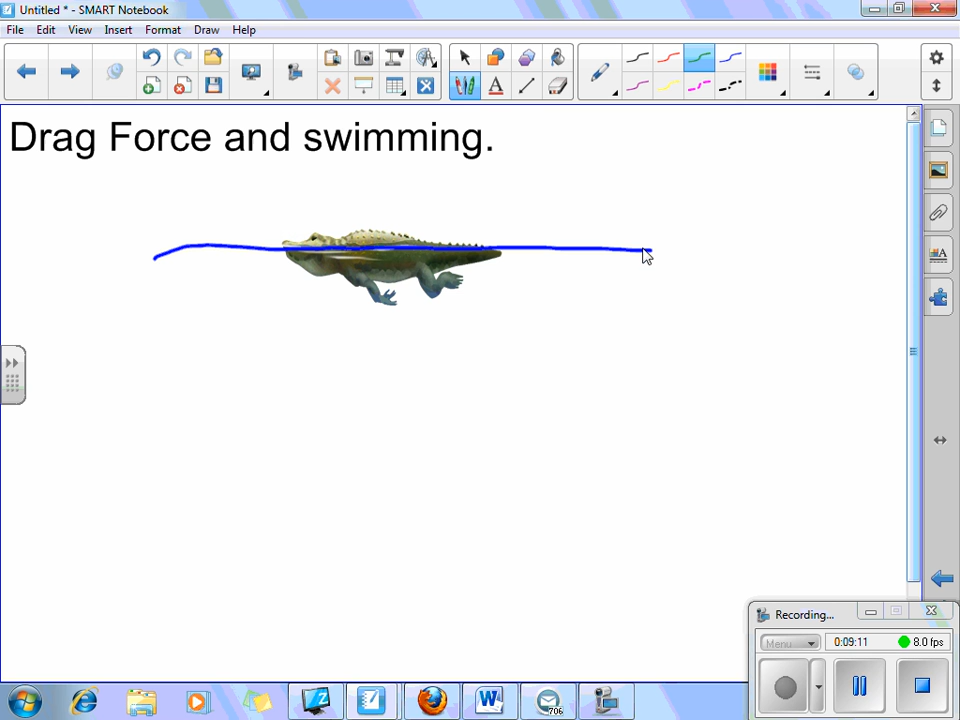 Untitled * - SMART Notebook
File Edit View Insert Format Draw Help
Drag Force and swimming.
Recording...
Menu 0:09:11 8.0 fps
706